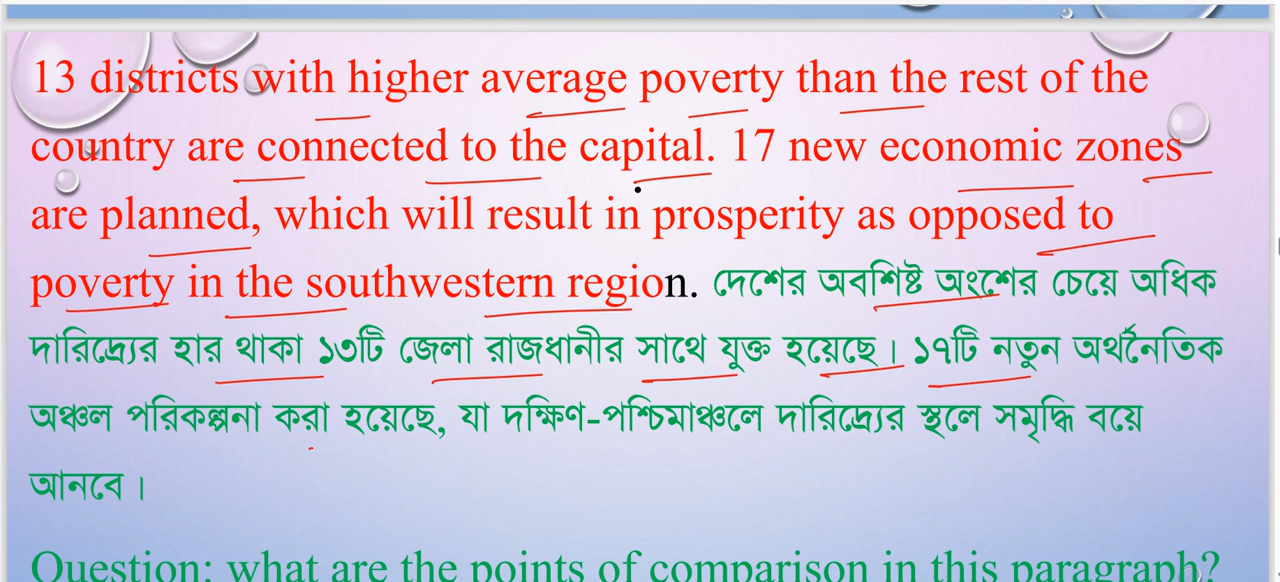 13 districts with higher average poverty than the rest of the
country are connected to the capital. 17 new economic zones
are planned, which will result in prosperity as opposed to
poverty in the southwestern region. দেশের অবশিষ্ট অংশের চেয়ে অধিক
দারিদ্র্যের হার থাকা ১৩টি জেলা রাজধানীর সাথে যুক্ত হয়েছে। ১৭টি নতুন অর্থনৈতিক
অঞ্চল পরিকল্পনা করা হয়েছে, যা দক্ষিণ-পশ্চিমাঞ্চলে দারিদ্র্যের স্থলে সমৃদ্ধি বয়ে
আনবে।
Question: what are the points of comparison in this paragraph?